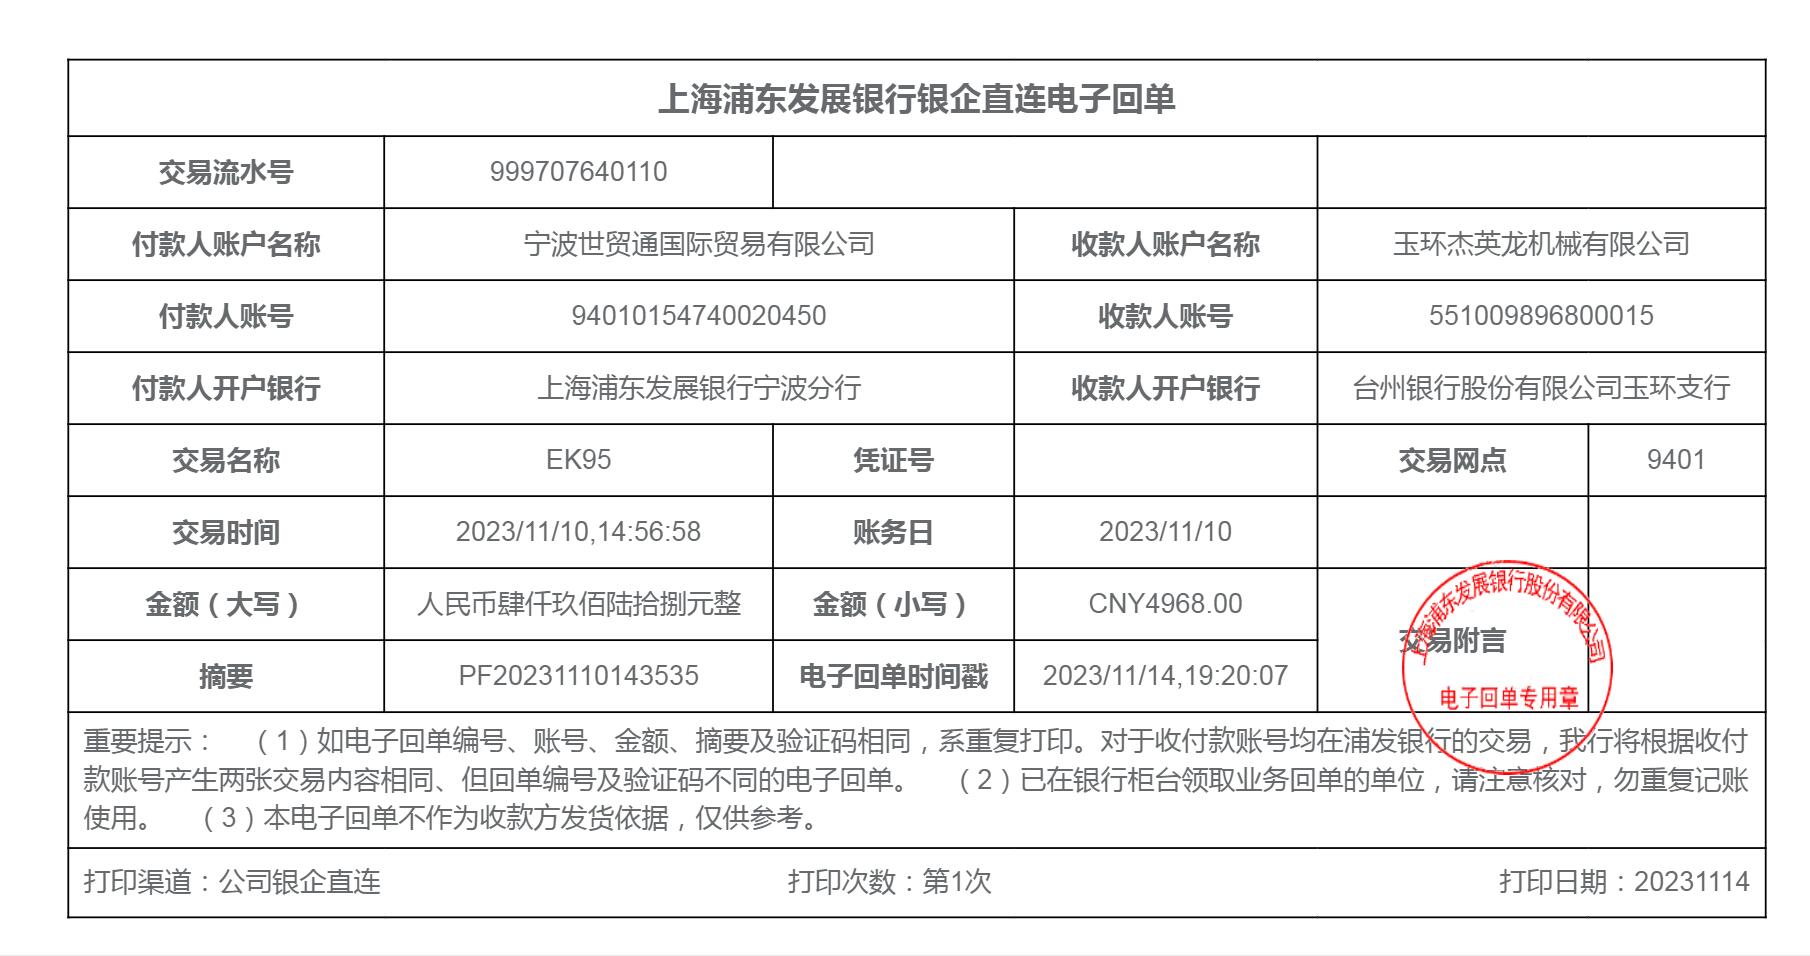 上海浦东发展银行银企直连电子回单
交易流水号 999707640110
付款人账户名称 宁波世贸通国际贸易有限公司 收款人账户名称 玉环杰英龙机械有限公司
付款人账号 94010154740020450 收款人账号 551009896800015
付款人开户银行 上海浦东发展银行宁波分行 收款人开户银行 台州银行股份有限公司玉环支行
交易名称 EK95 凭证号 交易网点 9401
交易时间 2023/11/10,14:56:58 账务日 2023/11/10
金额（大写） 人民币肆仟玖佰陆拾捌元整 金额（小写） CNY4968.00
交易附言
摘要 PF20231110143535 电子回单时间戳 2023/11/14,19:20:07
上海浦东发展银行股份有限公司
电子回单专用章
重要提示： （1）如电子回单编号、账号、金额、摘要及验证码相同，系重复打印。对于收付款账号均在浦发银行的交易，我行将根据收付
款账号产生两张交易内容相同、但回单编号及验证码不同的电子回单。 （2）已在银行柜台领取业务回单的单位，请注意核对，勿重复记账
使用。 （3）本电子回单不作为收款方发货依据，仅供参考。
打印渠道：公司银企直连 打印次数：第1次 打印日期：20231114